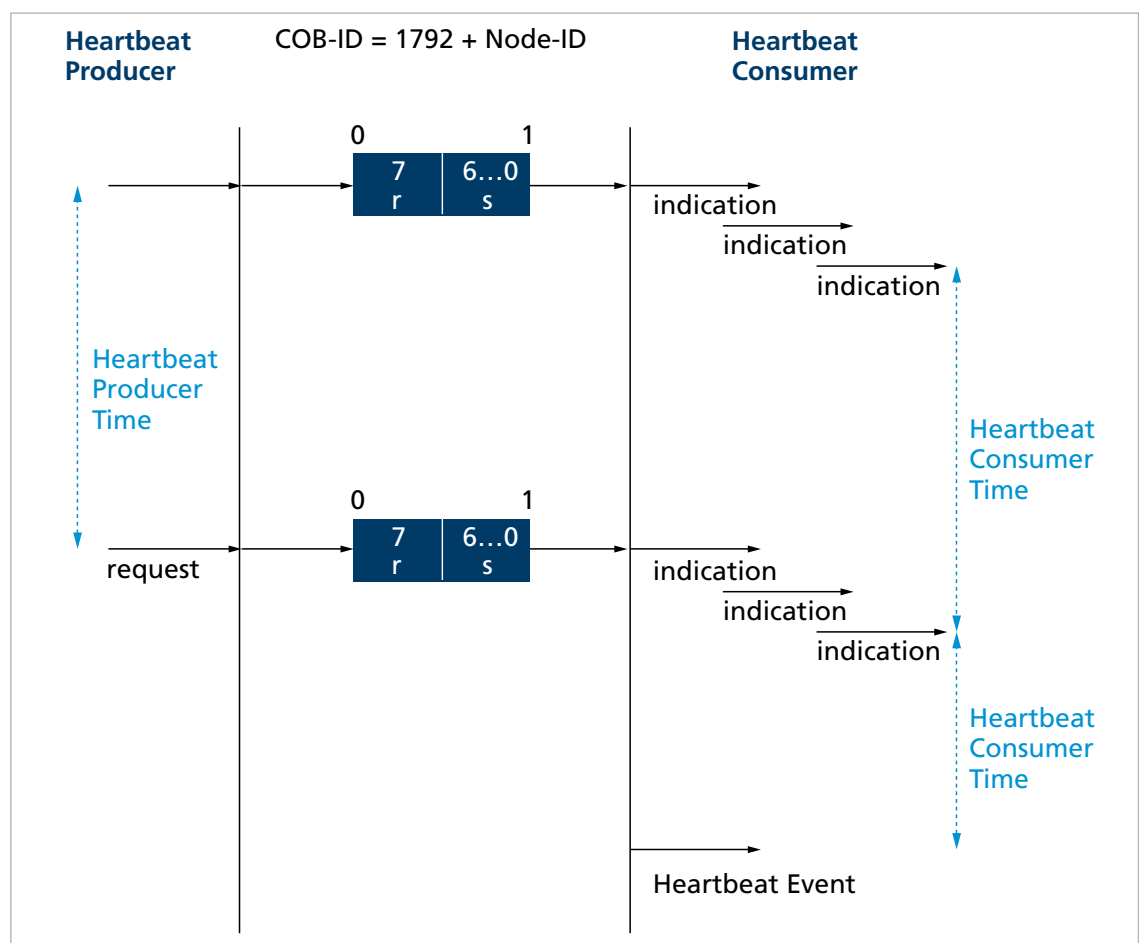 Heartbeat
Producer
COB-ID = 1792 + Node-ID
Heartbeat
Consumer
0
1
7
6...0
r
s
indication
indication
indication
Heartbeat
Producer
Time
Heartbeat
Consumer
Time
0
1
7
6...0
r
s
request
indication
indication
indication
Heartbeat
Consumer
Time
Heartbeat Event